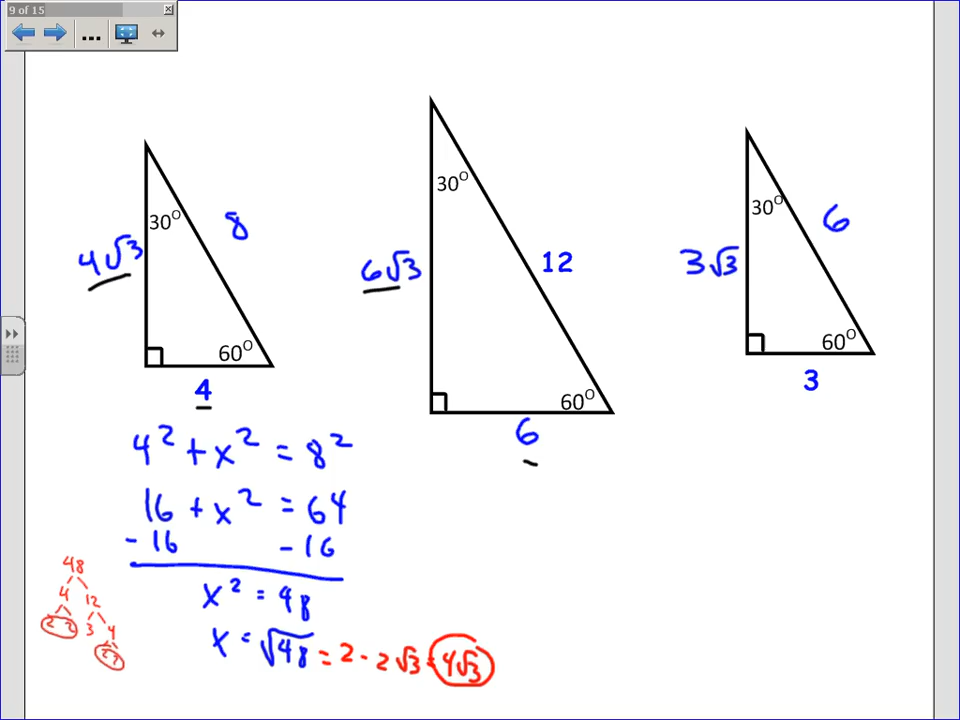 9 of 15
...
30°
8
4√3
60°
4
30°
12
6√3
60°
6
30°
6
3√3
60°
3
4² + x² = 8²
16 + x² = 64
- 16 - 16
x² = 48
x = √48 = 2 · 2√3 = 4√3
48
4 12
2 2 3 4
2 2